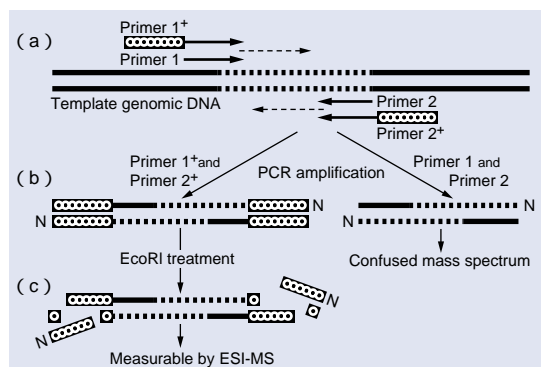 (a)
Primer 1+
Primer 1
Template genomic DNA
Primer 2
Primer 2+
Primer 1+ and
Primer 2+
PCR amplification
Primer 1 and
Primer 2
(b)
N
N
N
N
EcoRI treatment
Confused mass spectrum
(c)
N
N
Measurable by ESI-MS